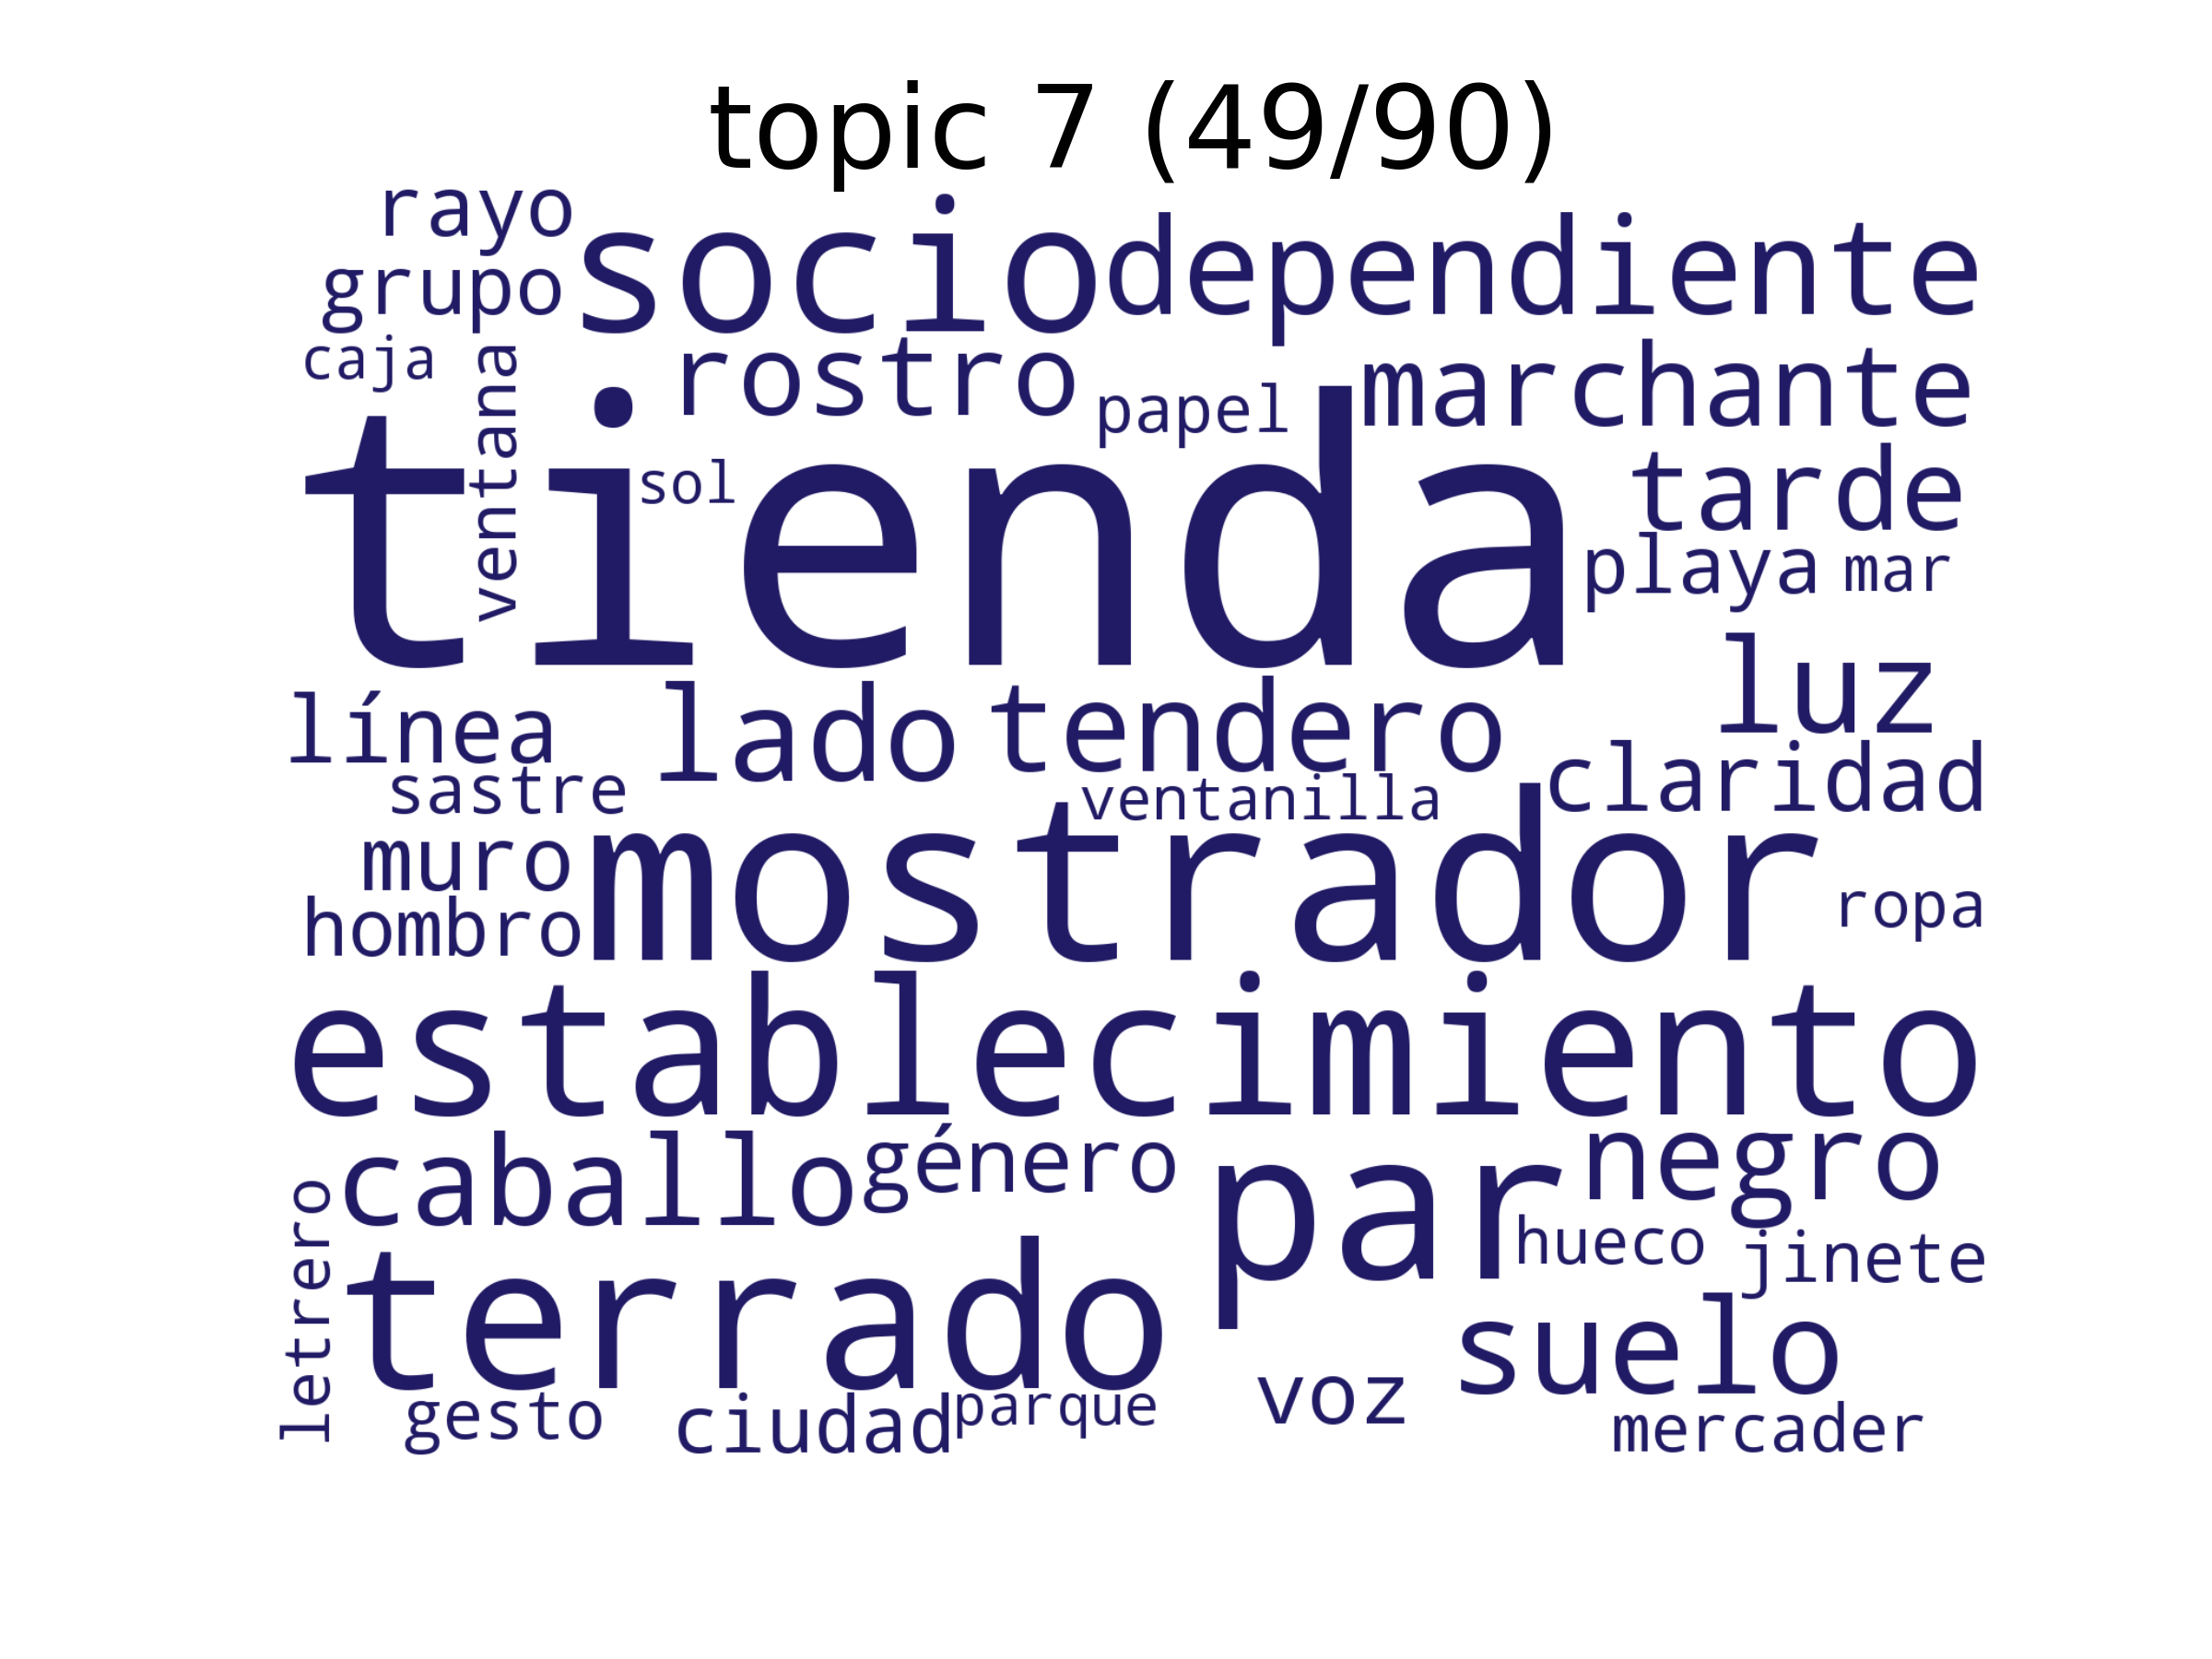 topic 7 (49/90)
rayo
socio
dependiente
grupo
caja
ventana
rostro
papel
marchante
tienda
sol
tarde
playa
mar
luz
línea
lado
tendero
claridad
sastre
ventanilla
muro
mostrador
hombro
ropa
establecimiento
caballo
género
par
negro
hueco
jinete
letrero
terrado
suelo
gesto
ciudad
parque
voz
mercader